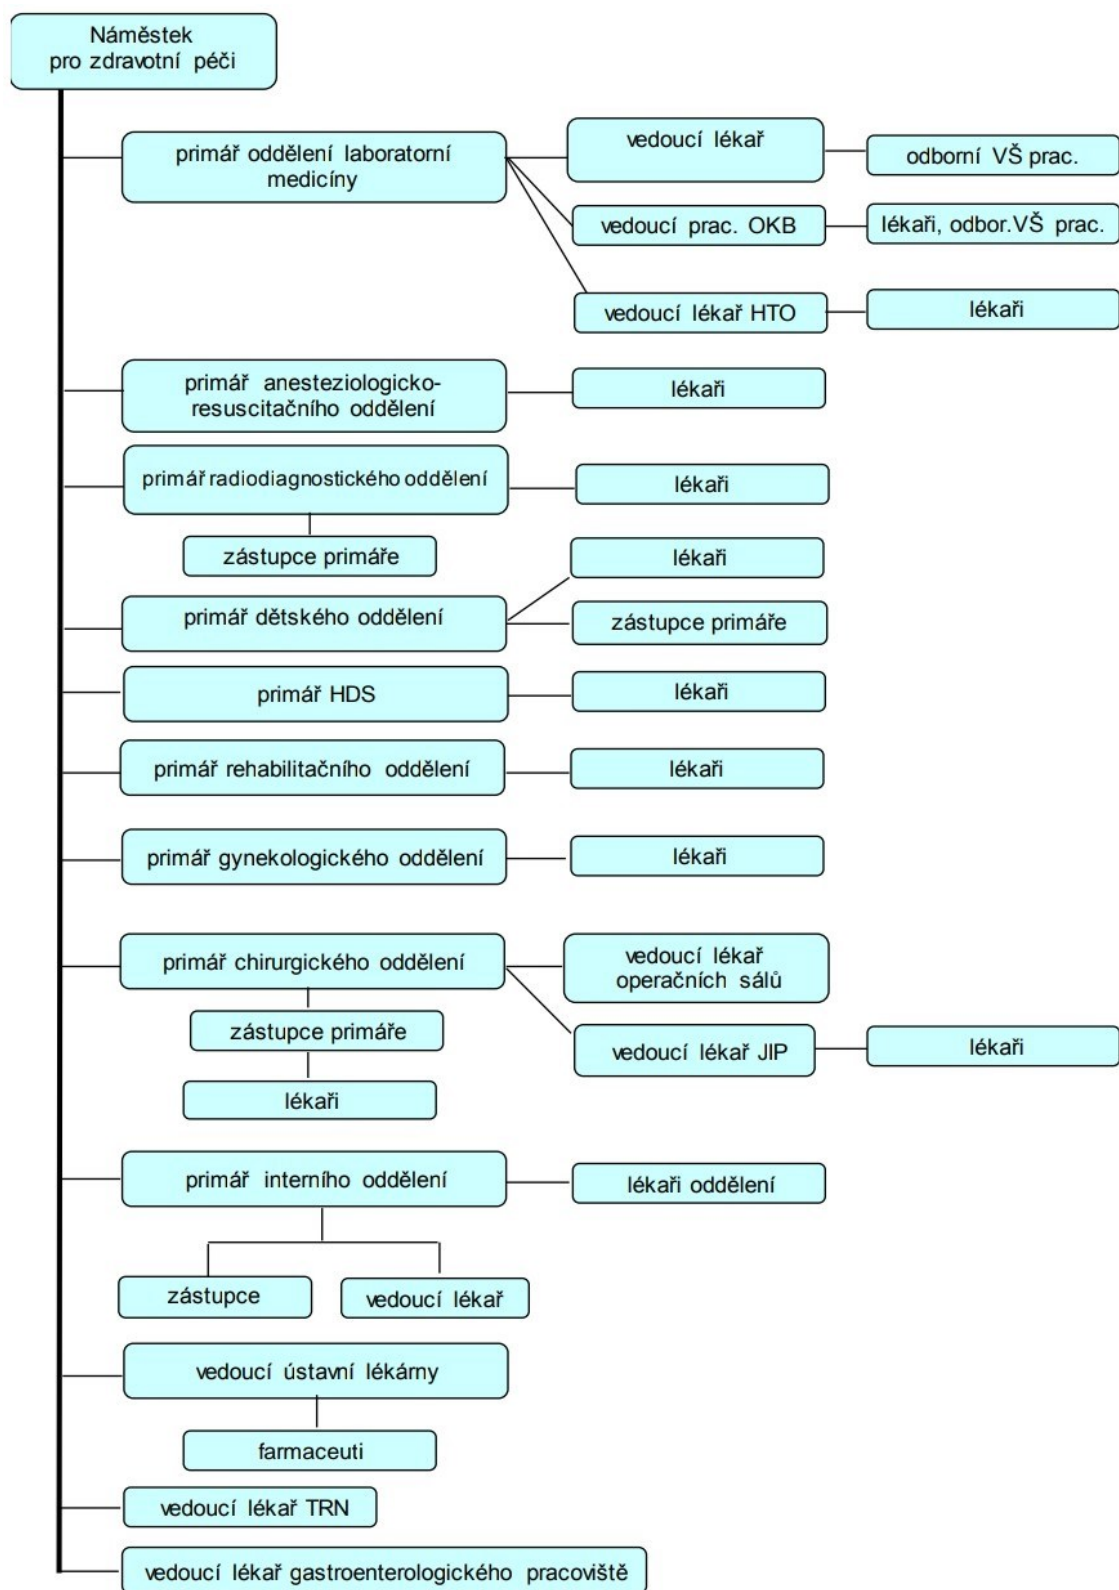 Náměstek
pro zdravotní péči
primář oddělení laboratorní
medicíny
vedoucí lékař
odborní VŠ prac.
vedoucí prac. OKB
lékaři, odbor.VŠ prac.
vedoucí lékař HTO
lékaři
primář anesteziologicko-
resuscitačního oddělení
lékaři
primář radiodiagnostického oddělení
lékaři
zástupce primáře
lékaři
primář dětského oddělení
zástupce primáře
primář HDS
lékaři
primář rehabilitačního oddělení
lékaři
primář gynekologického oddělení
lékaři
primář chirurgického oddělení
vedoucí lékař
operačních sálů
zástupce primáře
vedoucí lékař JIP
lékaři
lékaři
primář interního oddělení
lékaři oddělení
zástupce
vedoucí lékař
vedoucí ústavní lékárny
farmaceuti
vedoucí lékař TRN
vedoucí lékař gastroenterologického pracoviště